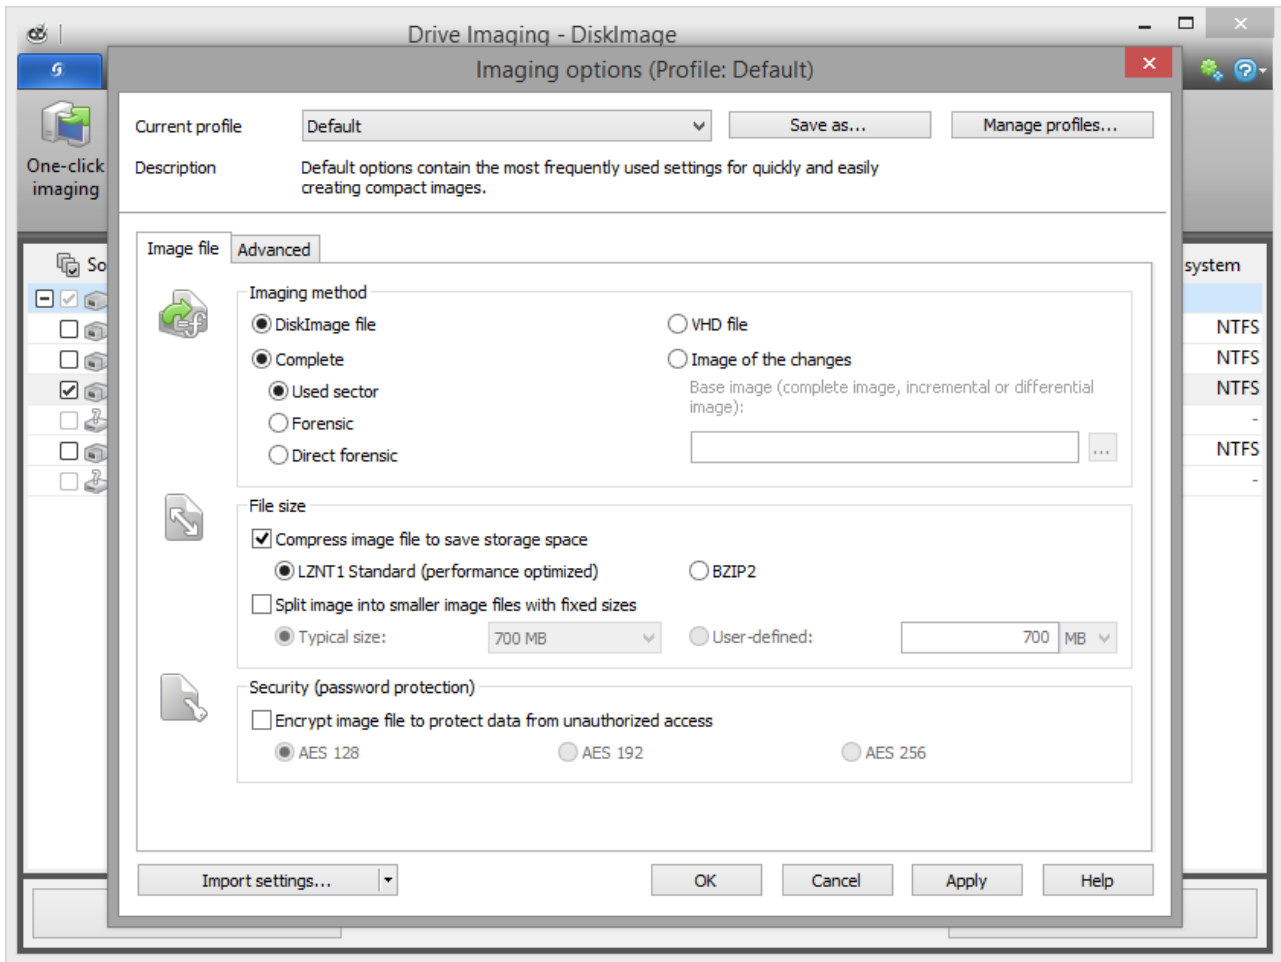 Drive Imaging - DiskImage
Imaging options (Profile: Default)
One-click
imaging
Current profile
Default
Save as...
Manage profiles...
Description
Default options contain the most frequently used settings for quickly and easily
creating compact images.
So
system
NTFS
NTFS
NTFS
-
NTFS
-
Image file
Advanced
Imaging method
DiskImage file
VHD file
Complete
Image of the changes
Used sector
Base image (complete image, incremental or differential
image):
Forensic
Direct forensic
...
File size
Compress image file to save storage space
LZNT1 Standard (performance optimized)
BZIP2
Split image into smaller image files with fixed sizes
Typical size:
700 MB
User-defined:
700
MB
Security (password protection)
Encrypt image file to protect data from unauthorized access
AES 128
AES 192
AES 256
Import settings...
OK
Cancel
Apply
Help